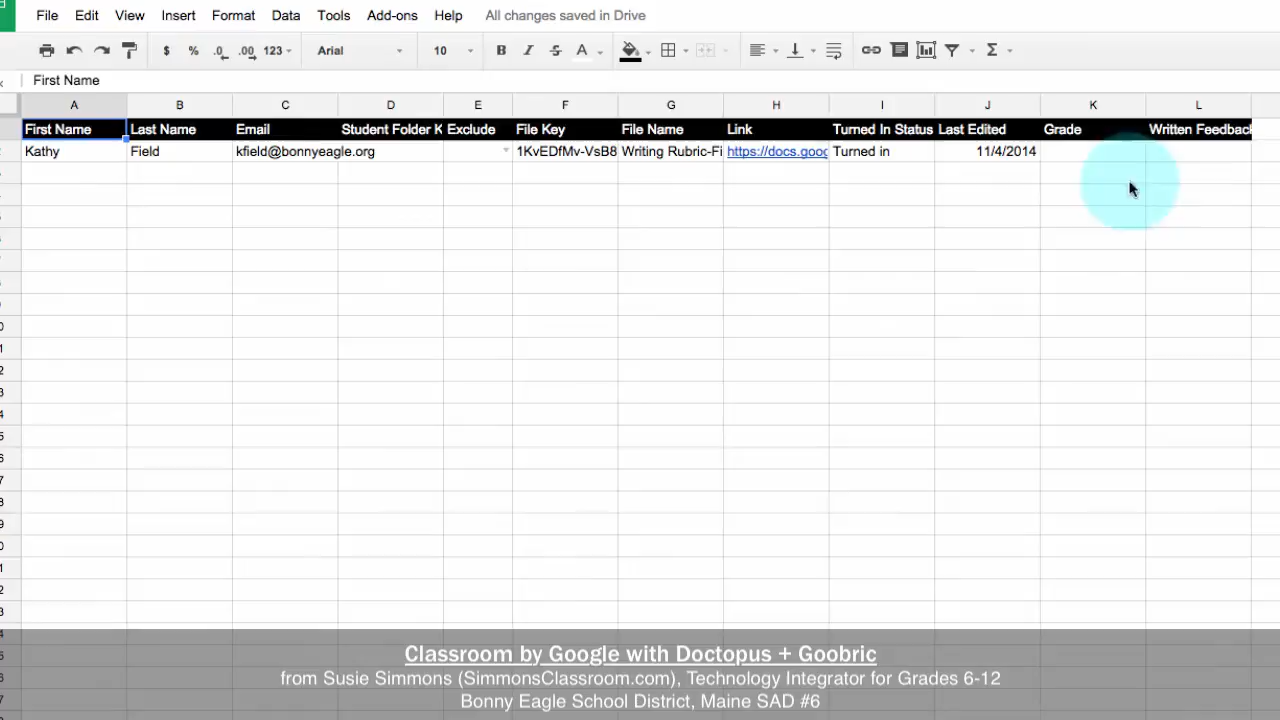 File Edit View Insert Format Data Tools Add-ons Help All changes saved in Drive
$ % .0 .00 123 Arial 10 B I S A Σ
First Name
A B C D E F G H I J K L
First Name Last Name Email Student Folder K Exclude File Key File Name Link Turned In Status Last Edited Grade Written Feedback
Kathy Field kfield@bonnyeagle.org 1KvEDfMv-VsB8 Writing Rubric-Fi https://docs.goog Turned in 11/4/2014
Classroom by Google with Doctopus + Goobric
from Susie Simmons (SimmonsClassroom.com), Technology Integrator for Grades 6-12
Bonny Eagle School District, Maine SAD #6